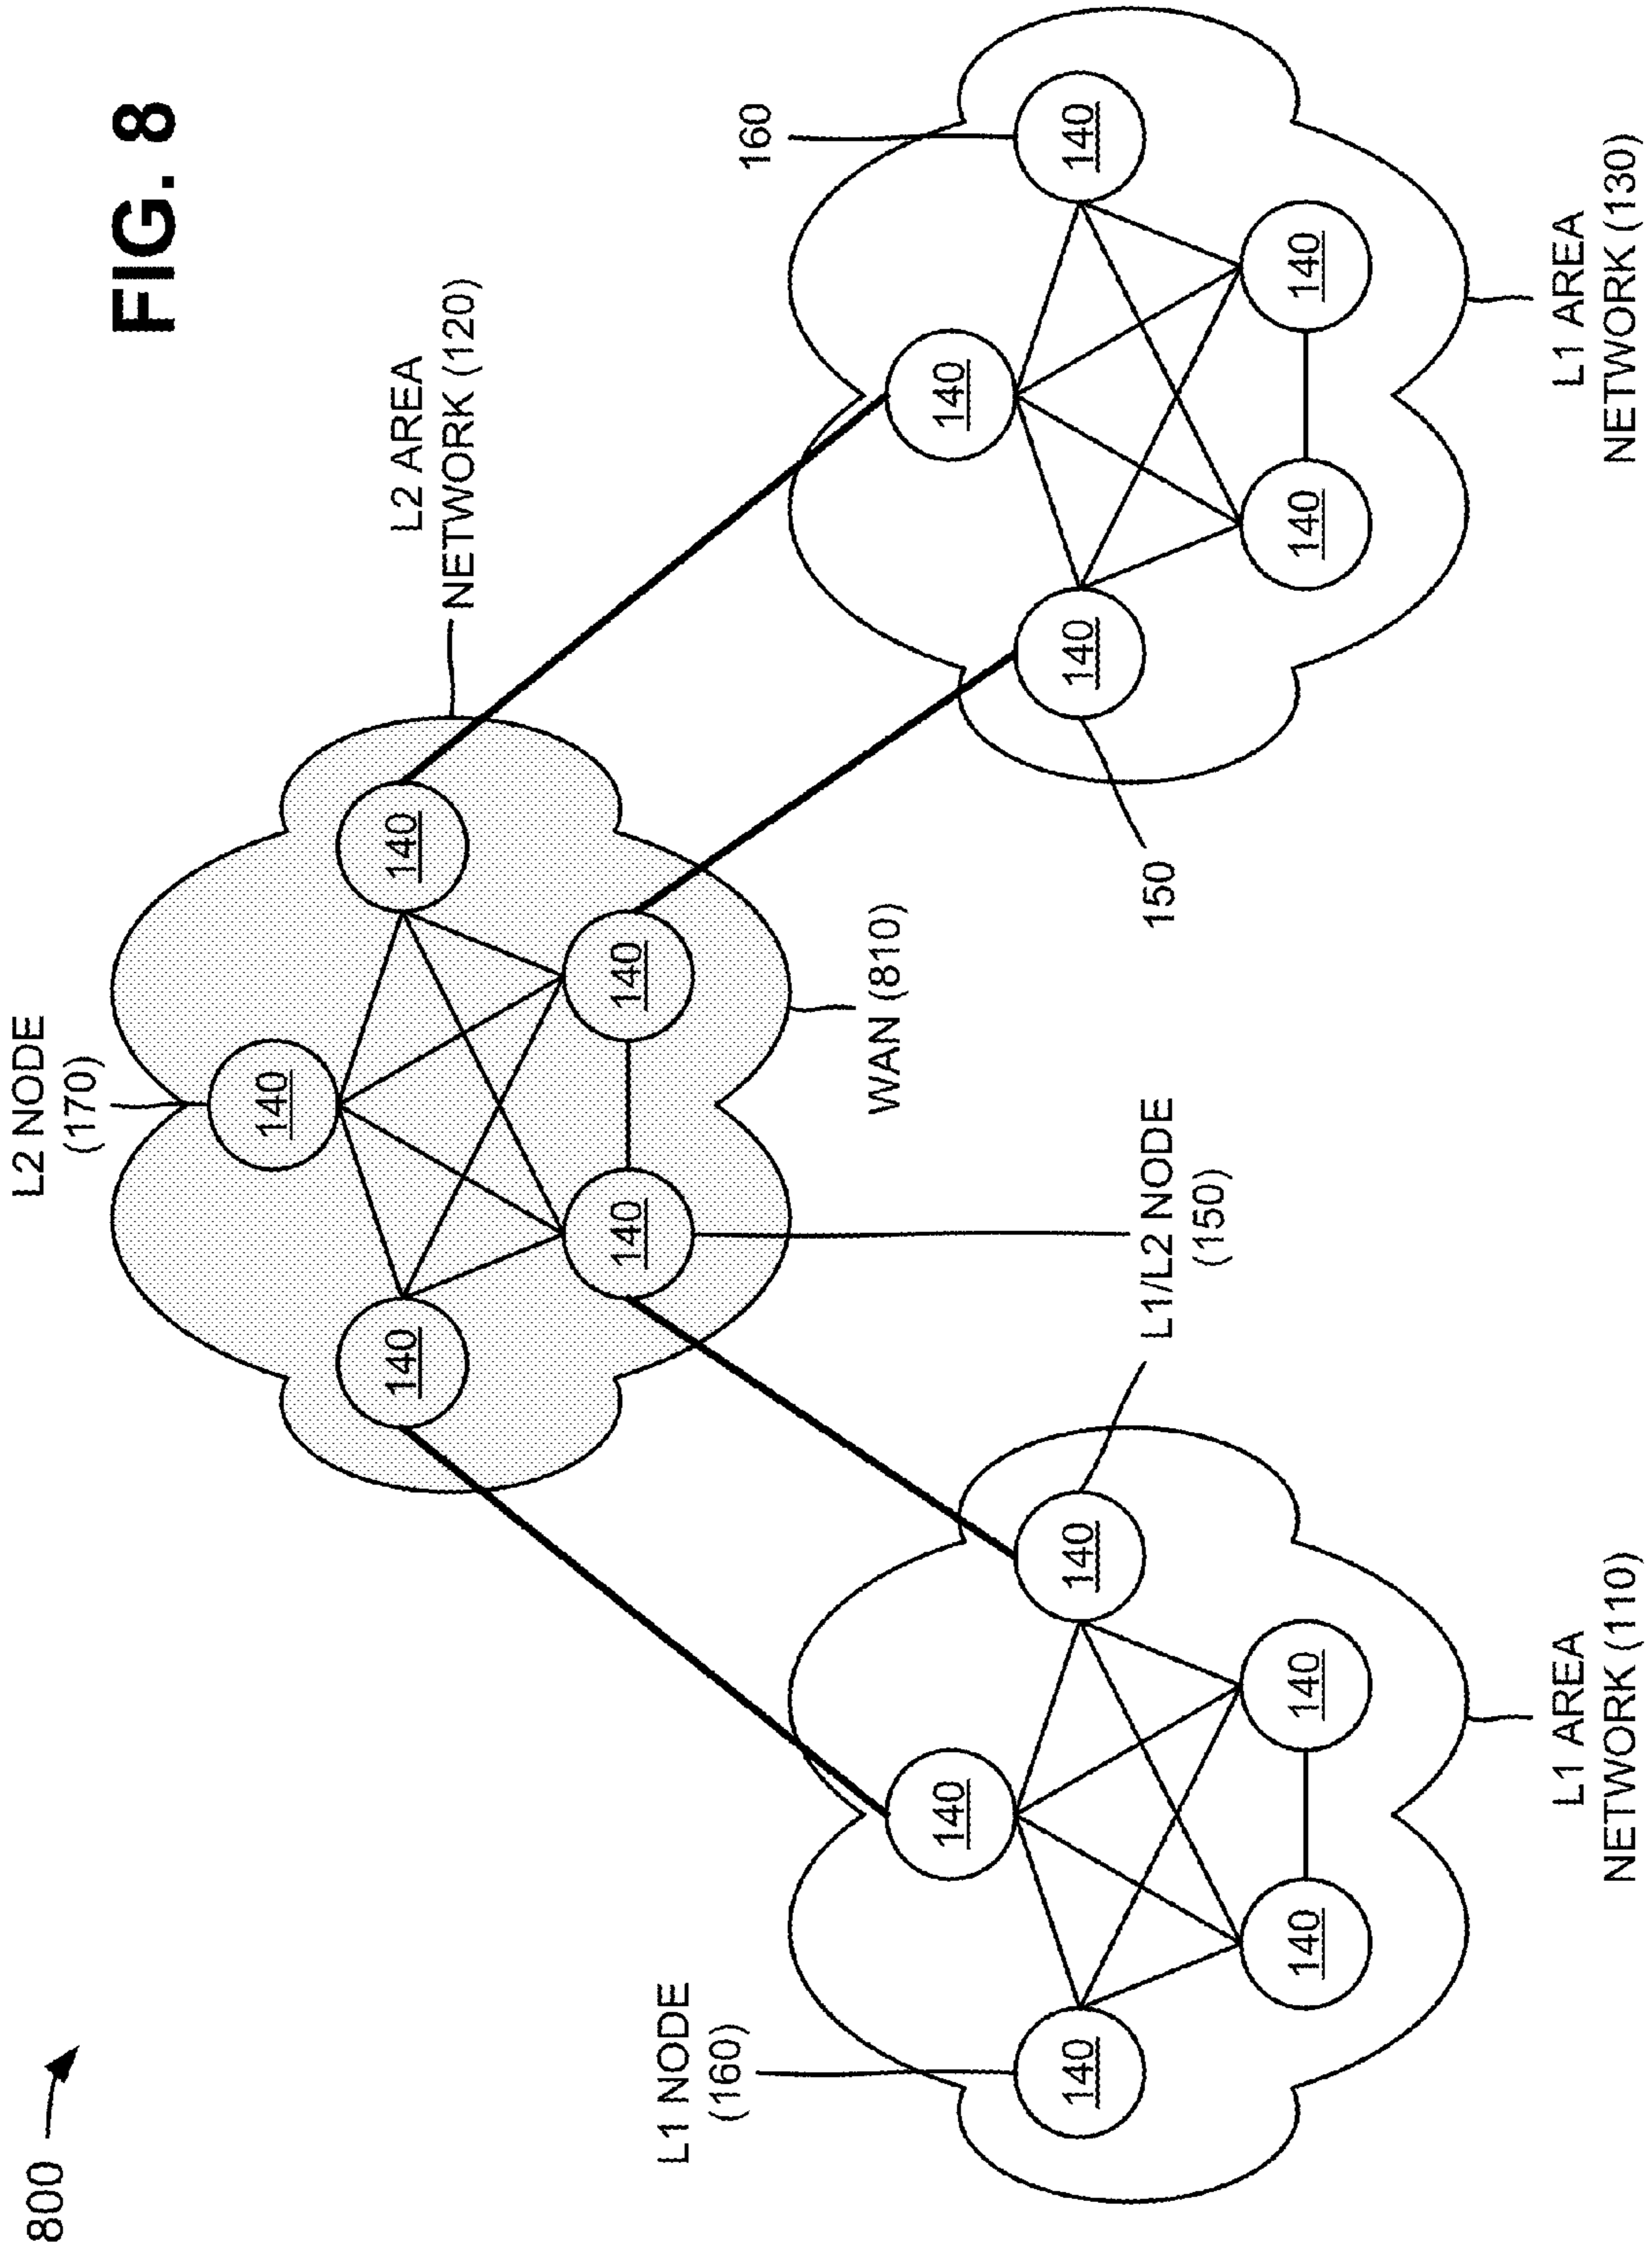 800
L2 NODE
(170)
FIG. 8
140
L2 AREA
NETWORK (120)
140
140
140
140
L1 NODE
(160)
160
WAN (810)
140
140
140
140
140
140
L1/L2 NODE
(150)
150
140
140
140
140
L1 AREA
NETWORK (110)
L1 AREA
NETWORK (130)